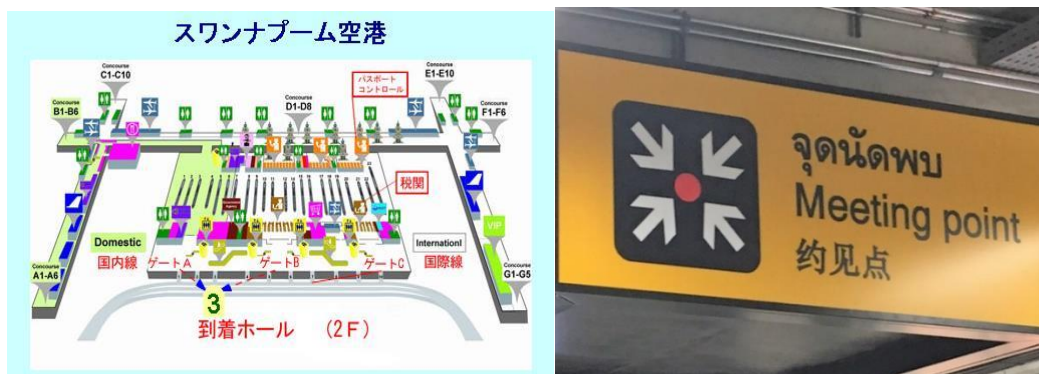 スワンナプーム空港
Concourse
C1-C10
Concourse
E1-E10
パスポート
コントロール
Concourse
B1-B6
Concourse
D1-D8
Concourse
F1-F6
税関
VIP
Domestic
国内線
ゲートA
ゲートB
ゲートC
Internationl
国際線
Concourse
A1-A6
Concourse
G1-G5
3
到着ホール (2F)
จุดนัดพบ
Meeting point
约见点